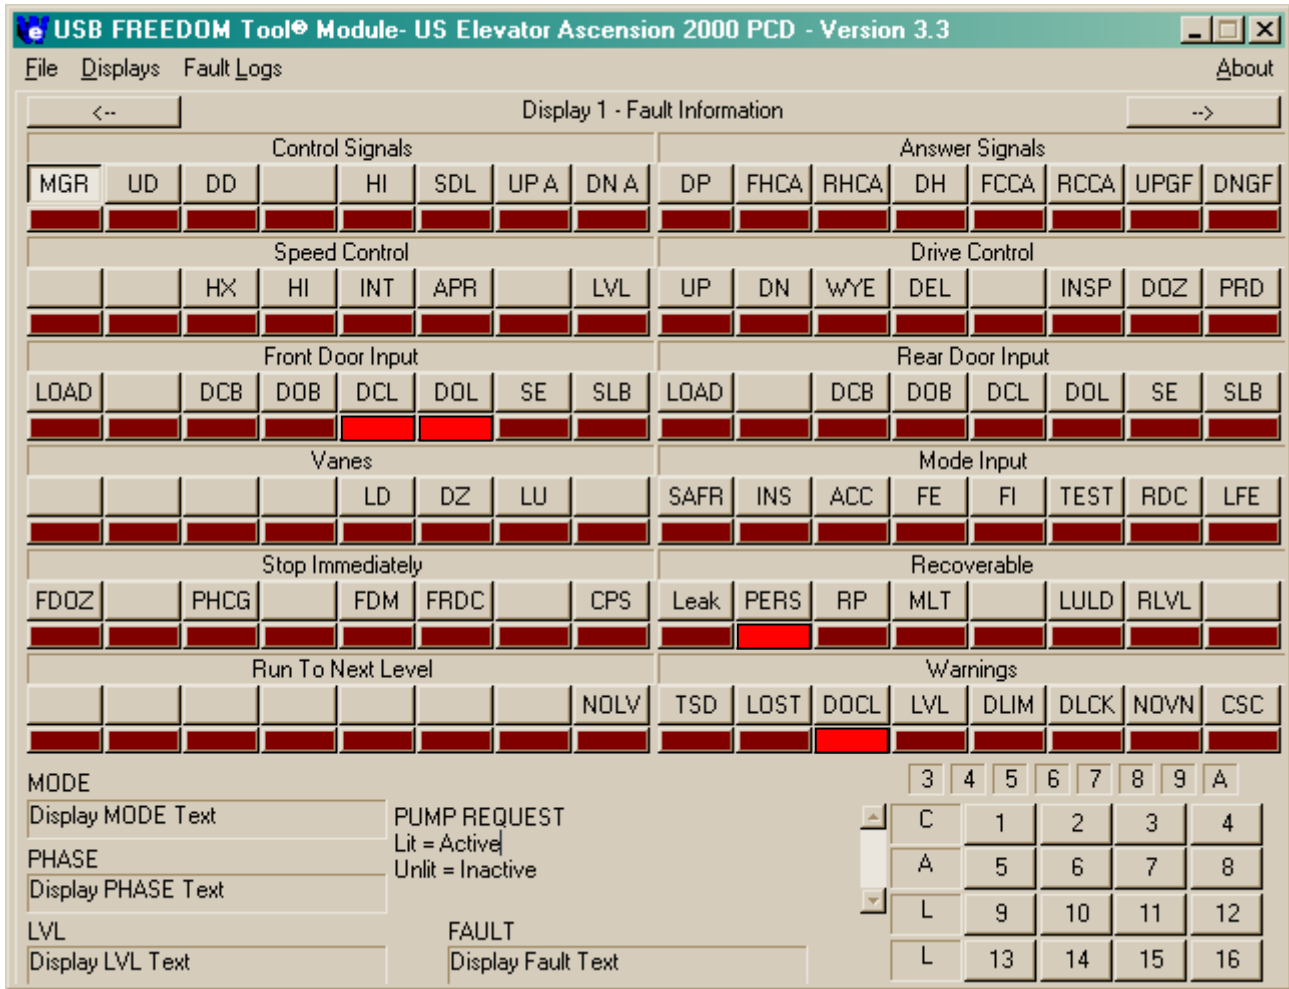 USB FREEDOM Tool® Module- US Elevator Ascension 2000 PCD - Version 3.3
File Displays Fault Logs About
<-- Display 1 - Fault Information -->
Control Signals Answer Signals
MGR UD DD HI SDL UP A DN A DP FHCA RHCA DH FCCA RCCA UPGF DNGF
Speed Control Drive Control
HX HI INT APR LVL UP DN WYE DEL INSP DOZ PRD
Front Door Input Rear Door Input
LOAD DCB DOB DCL DOL SE SLB LOAD DCB DOB DCL DOL SE SLB
Vanes Mode Input
LD DZ LU SAFR INS ACC FE FI TEST RDC LFE
Stop Immediately Recoverable
FDOZ PHCG FDM FRDC CPS Leak PERS RP MLT LULD RLVL
Run To Next Level Warnings
NOLV TSD LOST DOCL LVL DLIM DLCK NOVN CSC
MODE 3 4 5 6 7 8 9 A
Display MODE Text PUMP REQUEST C 1 2 3 4
Lit = Active
PHASE Unlit = Inactive A 5 6 7 8
Display PHASE Text
LVL FAULT L 9 10 11 12
Display LVL Text Display Fault Text L 13 14 15 16